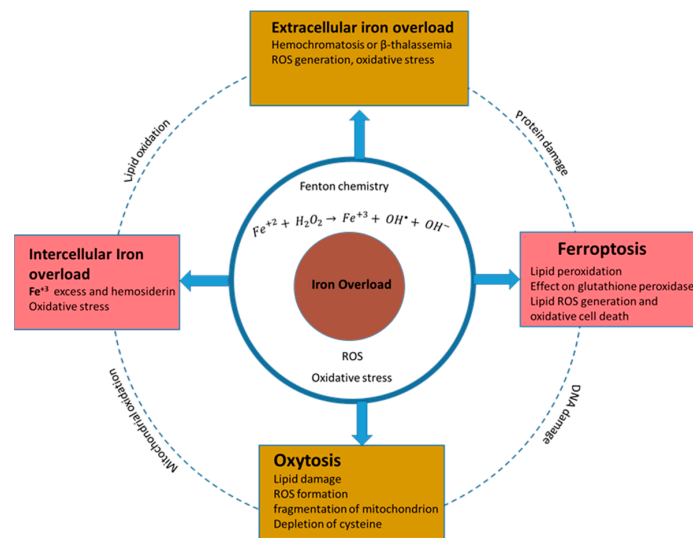 Extracellular iron overload
Hemochromatosis or β-thalassemia
ROS generation, oxidative stress
Lipid oxidation
Protein damage
Fenton chemistry
Fe⁺² + H₂O₂ → Fe⁺³ + OH• + OH⁻
Intercellular Iron
overload
Fe⁺³ excess and hemosiderin
Oxidative stress
Iron Overload
Ferroptosis
Lipid peroxidation
Effect on glutathione peroxidase
Lipid ROS generation and
oxidative cell death
ROS
Oxidative stress
Mitochondrial oxidation
DNA damage
Oxytosis
Lipid damage
ROS formation
fragmentation of mitochondrion
Depletion of cysteine